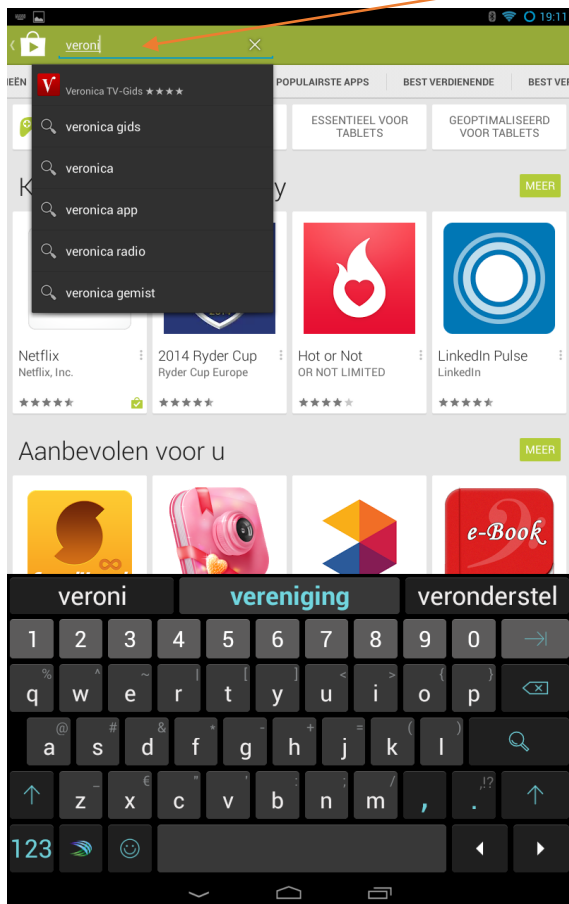 19:11
veroni
IEËN
POPULAIRSTE APPS
BEST VERDIENENDE
BEST VER
V
Veronica TV-Gids ★★★★
veronica gids
veronica
veronica app
veronica radio
veronica gemist
ESSENTIEEL VOOR
TABLETS
GEOPTIMALISEERD
VOOR TABLETS
K
y
MEER
2014
Netflix
Netflix, Inc.
2014 Ryder Cup
Ryder Cup Europe
Hot or Not
OR NOT LIMITED
LinkedIn Pulse
LinkedIn
Aanbevolen voor u
MEER
e-Book
veroni vereniging veronderstel
1 2 3 4 5 6 7 8 9 0
% ^ ~ | [ ] < > { }
q w e r t y u i o p
@ # & * - + = ( )
a s d f g h j k l
_ € " ' : ; / ,!?
z x c v b n m , .
123